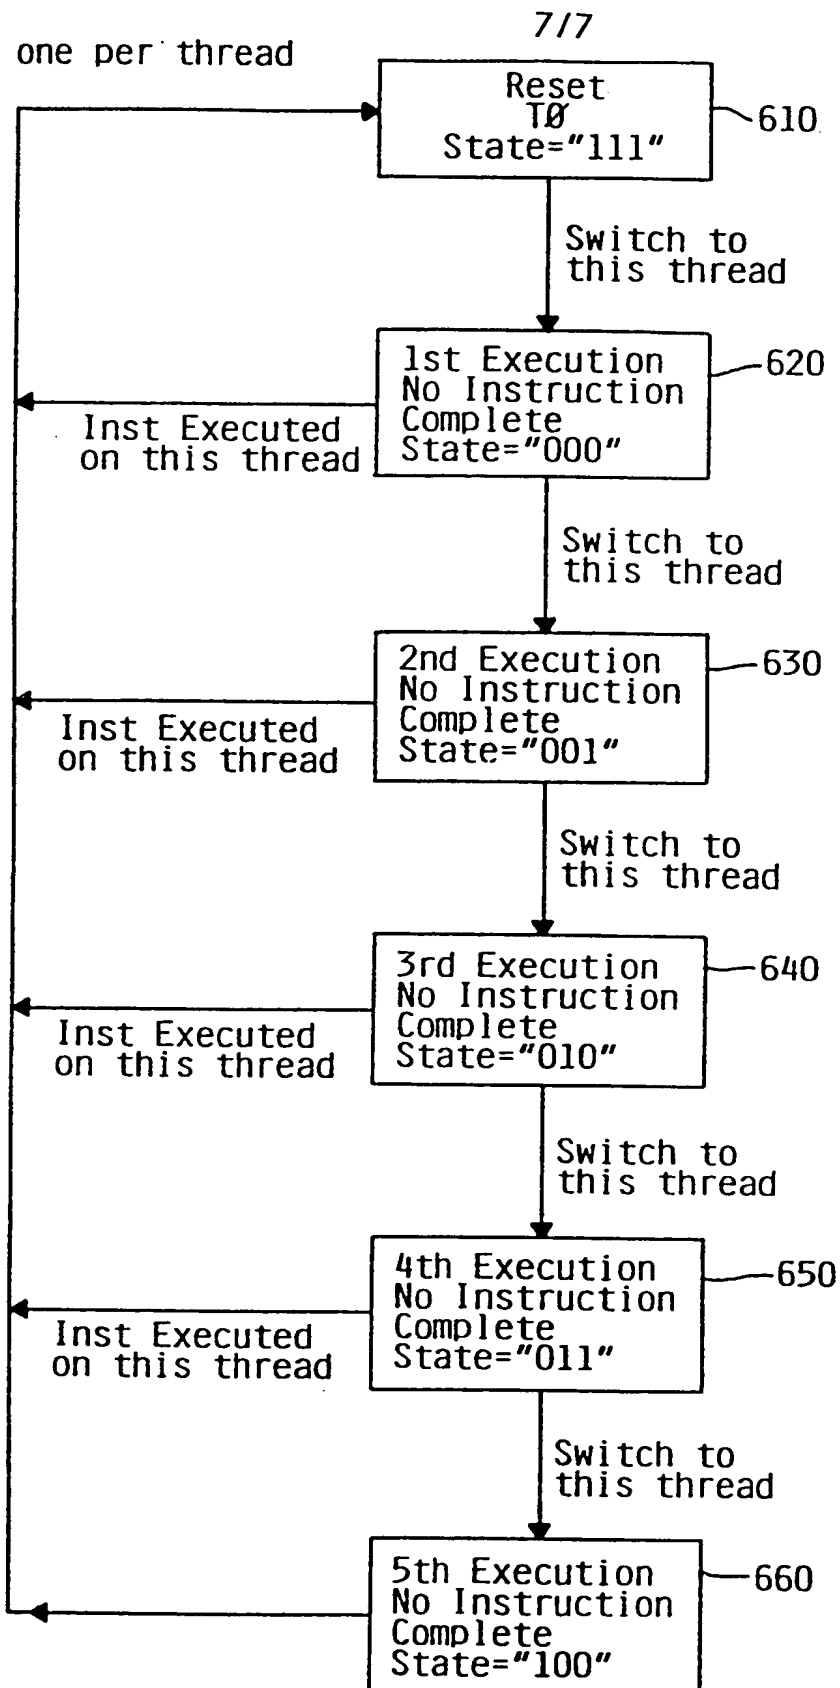 7/7
one per thread
Reset
TØ
State="111"
610
Switch to
this thread
1st Execution
No Instruction
Complete
State="000"
620
Inst Executed
on this thread
Switch to
this thread
2nd Execution
No Instruction
Complete
State="001"
630
Inst Executed
on this thread
Switch to
this thread
3rd Execution
No Instruction
Complete
State="010"
640
Inst Executed
on this thread
Switch to
this thread
4th Execution
No Instruction
Complete
State="011"
650
Inst Executed
on this thread
Switch to
this thread
5th Execution
No Instruction
Complete
State="100"
660